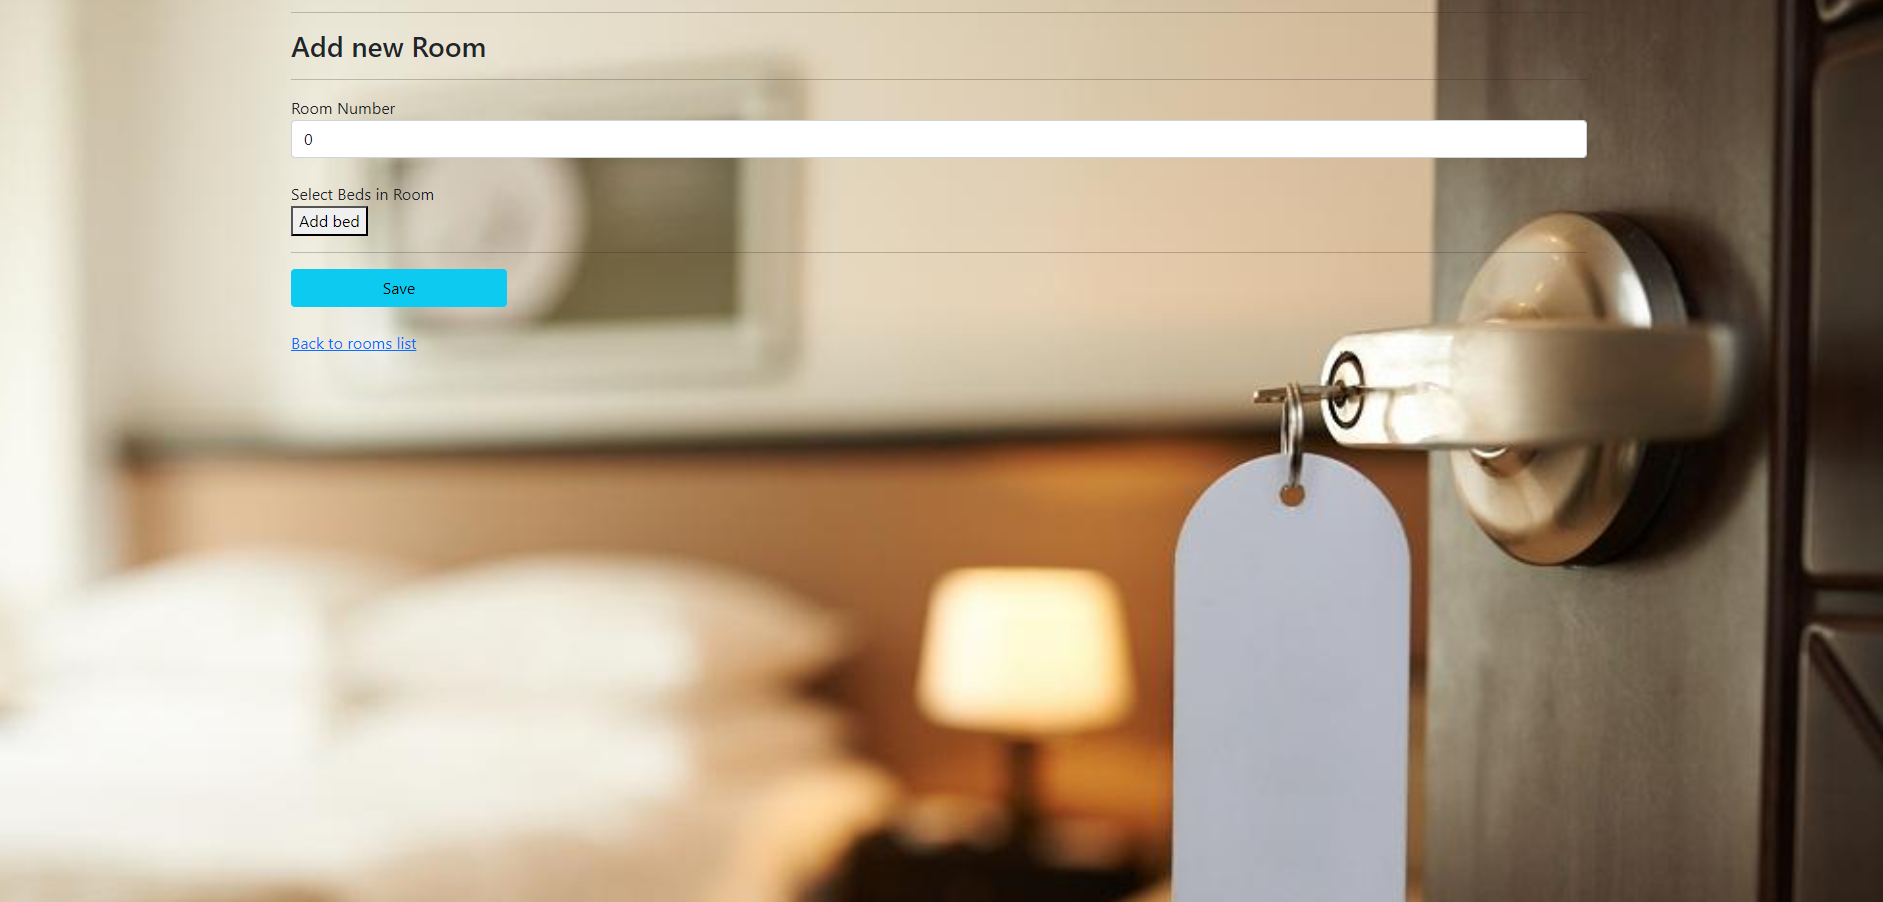 Add new Room
Room Number
0
Select Beds in Room
Add bed
Save
Back to rooms list